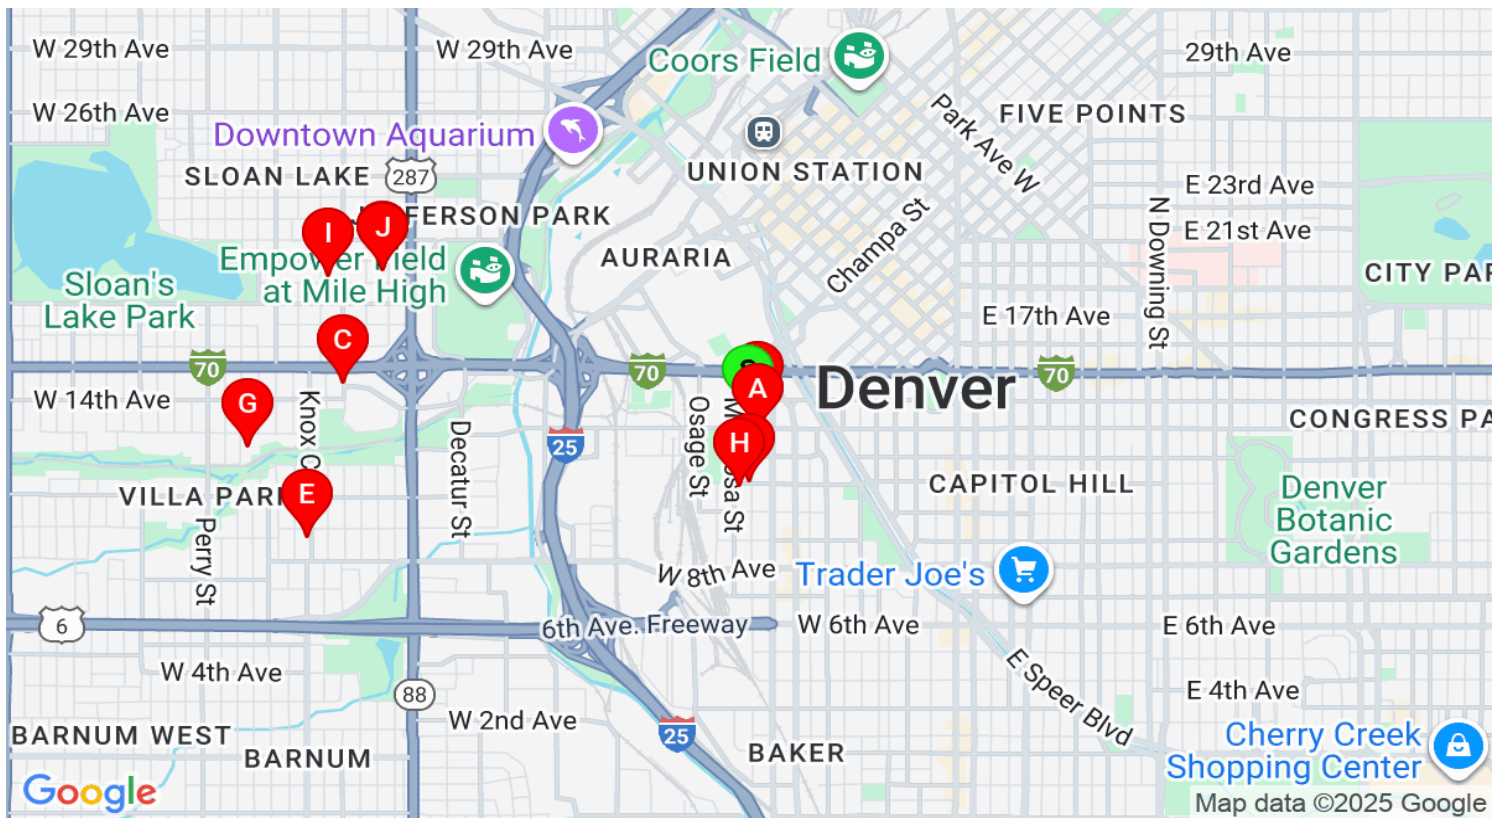 W 29th Ave
W 29th Ave
Coors Field
29th Ave
W 26th Ave
Park Ave W
FIVE POINTS
Downtown Aquarium
SLOAN LAKE
287
UNION STATION
E 23rd Ave
N Downing St
I
J
FERSON PARK
Champa St
E 21st Ave
AURARIA
Empower Field
at Mile High
CITY PAR
Sloan's
Lake Park
E 17th Ave
C
70
70
70
Denver
A
G
W 14th Ave
Knox C
Osage St
CONGRESS PA
Decatur St
25
H
sa St
VILLA PARK
E
CAPITOL HILL
Denver
Botanic
Gardens
Perry St
W 8th Ave
Trader Joe's
6
6th Ave. Freeway
W 6th Ave
E 6th Ave
W 4th Ave
E Speer Blvd
E 4th Ave
88
W 2nd Ave
25
BARNUM WEST
BARNUM
BAKER
Cherry Creek
Shopping Center
Google
Map data ©2025 Google